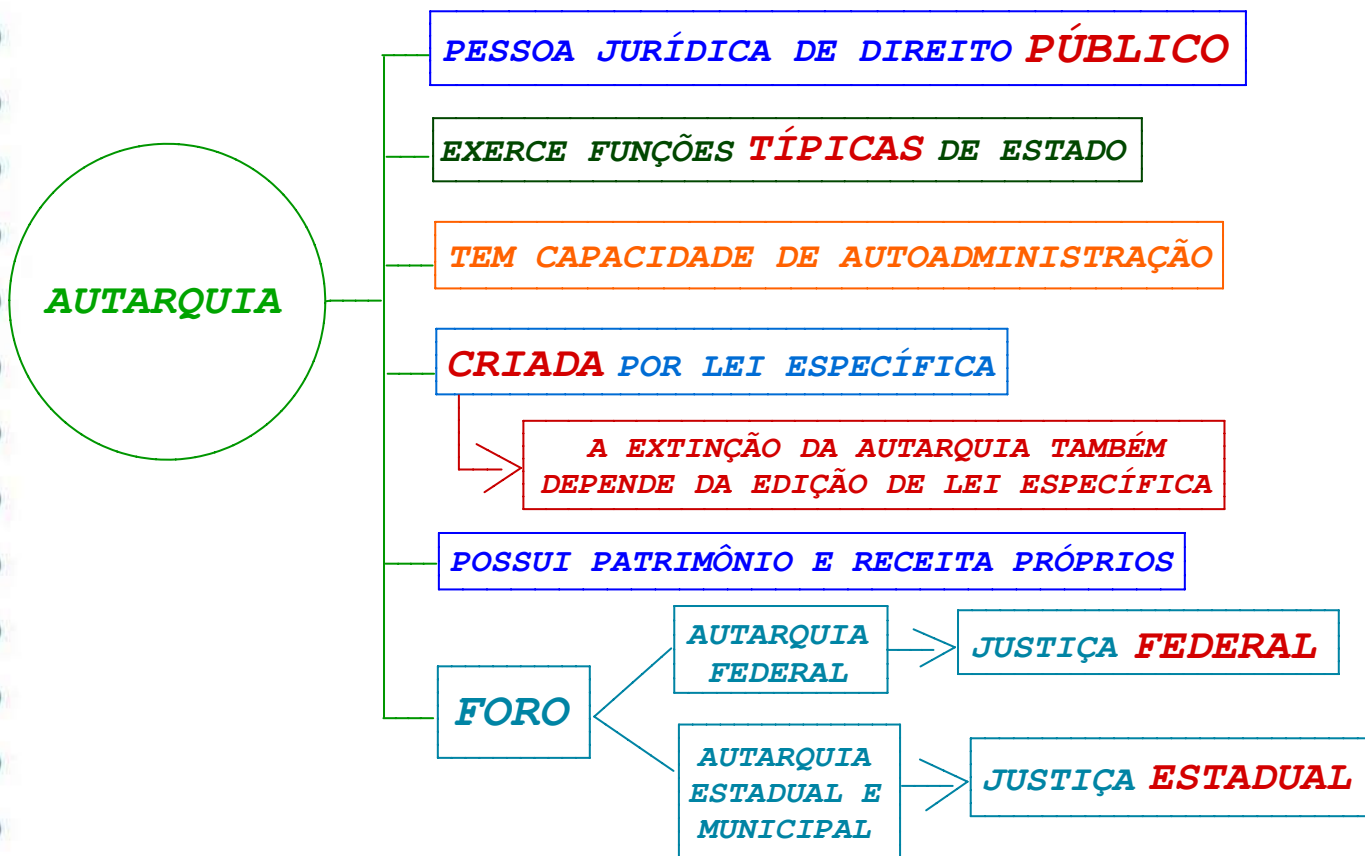 AUTARQUIA
PESSOA JURÍDICA DE DIREITO PÚBLICO
EXERCE FUNÇÕES TÍPICAS DE ESTADO
TEM CAPACIDADE DE AUTOADMINISTRAÇÃO
CRIADA POR LEI ESPECÍFICA
A EXTINÇÃO DA AUTARQUIA TAMBÉM
DEPENDE DA EDIÇÃO DE LEI ESPECÍFICA
POSSUI PATRIMÔNIO E RECEITA PRÓPRIOS
FORO
AUTARQUIA
FEDERAL
JUSTIÇA FEDERAL
AUTARQUIA
ESTADUAL E
MUNICIPAL
JUSTIÇA ESTADUAL